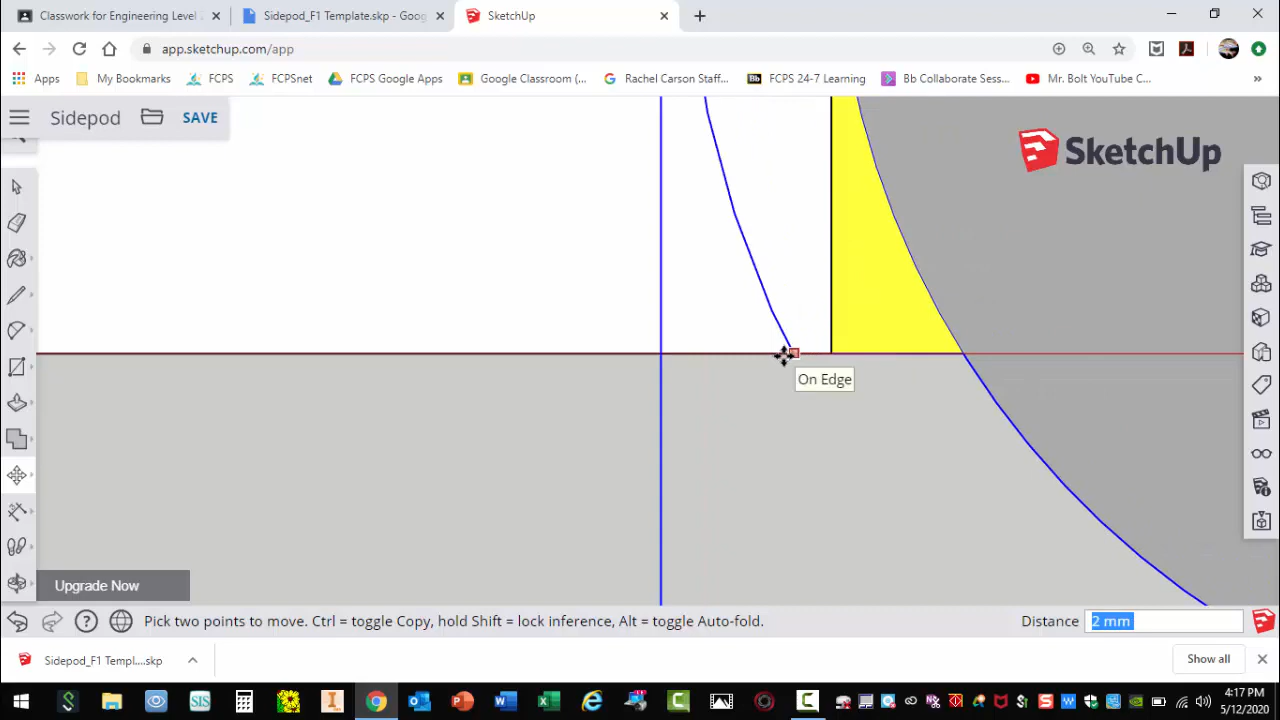 Classwork for Engineering Level 2
Sidepod_F1 Template.skp - Goog
SketchUp
app.sketchup.com/app
Apps
My Bookmarks
FCPS
FCPSnet
FCPS Google Apps
Google Classroom (...
Rachel Carson Staff...
Bb
FCPS 24-7 Learning
Bb Collaborate Sess...
Mr. Bolt YouTube C...
»
Sidepod
SAVE
SketchUp
On Edge
Upgrade Now
Pick two points to move. Ctrl = toggle Copy, hold Shift = lock inference, Alt = toggle Auto-fold.
Distance
2 mm
Sidepod_F1 Templ....skp
Show all
SIS
4:17 PM
5/12/2020